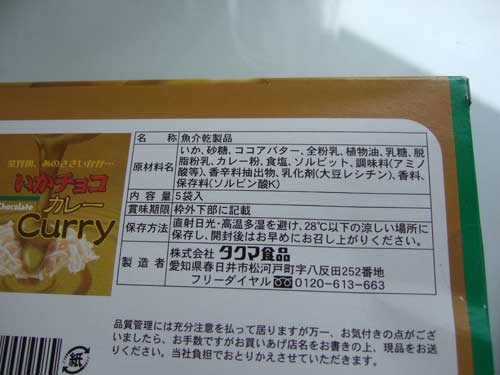 業界初、あのさきいかが…
いかチョコ
Chocolate
カレー
Curry
名 称 魚介乾製品
原材料名 いか、砂糖、ココアバター、全粉乳、植物油、乳糖、脱
脂粉乳、カレー粉、食塩、ソルビット、調味料(アミノ
酸等)、香辛料抽出物、乳化剤(大豆レシチン)、香料、
保存料(ソルビン酸K)
内容量 5袋入
賞味期限 枠外下部に記載
保存方法 直射日光・高温多湿を避け、28℃以下の涼しい場所に
保存し、開封後はお早めにお召し上がりください。
製造者 株式会社 タクマ食品
愛知県春日井市松河戸町字八反田252番地
フリーダイヤル 0120-613-663
品質管理には充分注意を払って居りますが万一、お気付きの点がござ
いましたら、お手数ですがお買いあげ店名をお書きの上、現品をお送
りください。当社負担でおとりかえさせていただきます。
紙